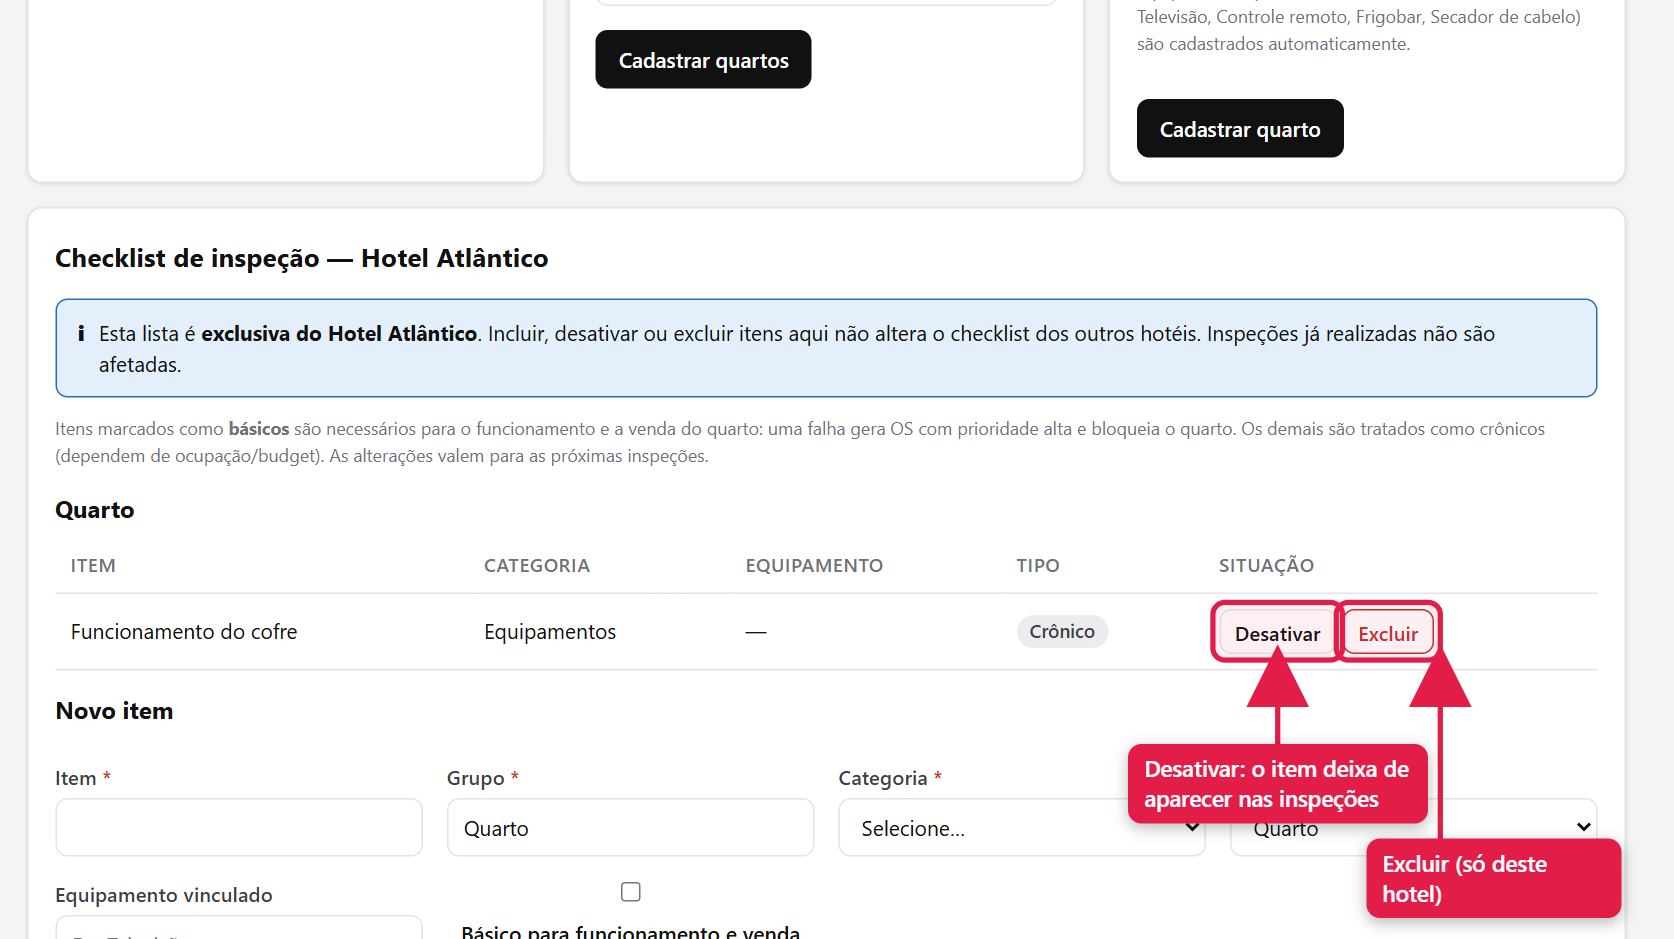 Televisão, Controle remoto, Frigobar, Secador de cabelo)
são cadastrados automaticamente.
Cadastrar quartos
Cadastrar quarto
Checklist de inspeção — Hotel Atlântico
i Esta lista é exclusiva do Hotel Atlântico. Incluir, desativar ou excluir itens aqui não altera o checklist dos outros hotéis. Inspeções já realizadas não são
afetadas.
Itens marcados como básicos são necessários para o funcionamento e a venda do quarto: uma falha gera OS com prioridade alta e bloqueia o quarto. Os demais são tratados como crônicos
(dependem de ocupação/budget). As alterações valem para as próximas inspeções.
Quarto
ITEM CATEGORIA EQUIPAMENTO TIPO SITUAÇÃO
Funcionamento do cofre Equipamentos — Crônico Desativar Excluir
Novo item
Desativar: o item deixa de
aparecer nas inspeções
Item * Grupo * Categoria *
Quarto Selecione... Quarto
Excluir (só deste
hotel)
Equipamento vinculado
Básico para funcionamento e venda